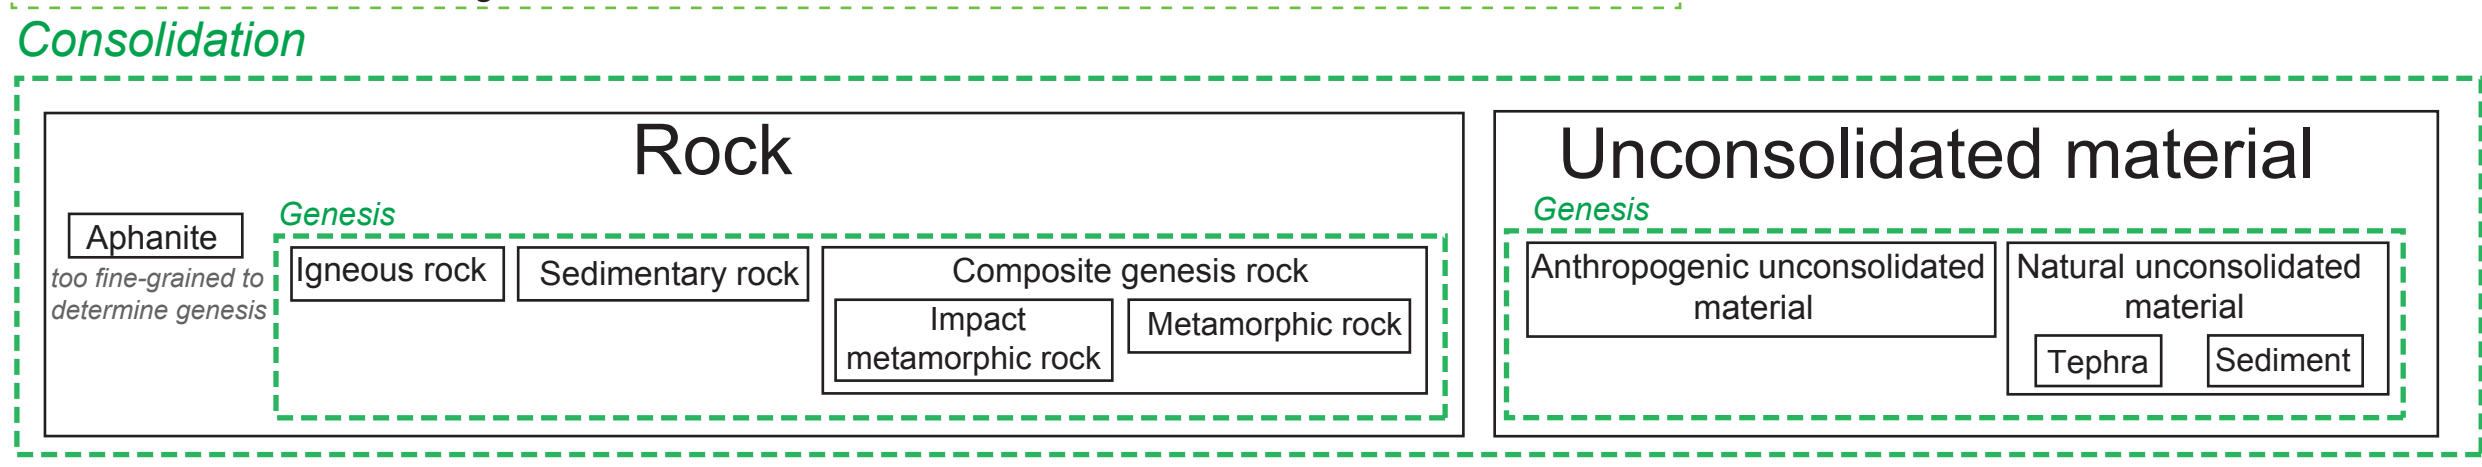 Consolidation
Rock
Aphanite
too fine-grained to
determine genesis
Genesis
Igneous rock
Sedimentary rock
Composite genesis rock
Impact
metamorphic rock
Metamorphic rock
Unconsolidated material
Genesis
Anthropogenic unconsolidated
material
Natural unconsolidated
material
Tephra
Sediment